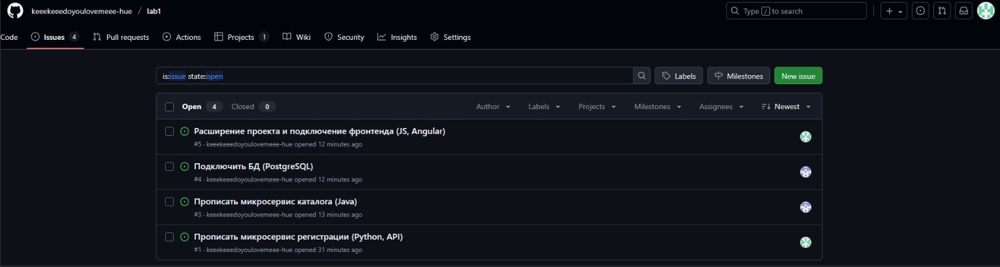 keeekeeedoyoulovemeee-hue / lab1
Type / to search
Code Issues 4 Pull requests Actions Projects 1 Wiki Security Insights Settings
is:issue state:open
Labels Milestones New issue
Open 4 Closed 0 Author Labels Projects Milestones Assignees Newest
Расширение проекта и подключение фронтенда (JS, Angular)
#5 · keeekeeedoyoulovemeee-hue opened 12 minutes ago
Подключить БД (PostgreSQL)
#4 · keeekeeedoyoulovemeee-hue opened 12 minutes ago
Прописать микросервис каталога (Java)
#3 · keeekeeedoyoulovemeee-hue opened 13 minutes ago
Прописать микросервис регистрации (Python, API)
#1 · keeekeeedoyoulovemeee-hue opened 31 minutes ago